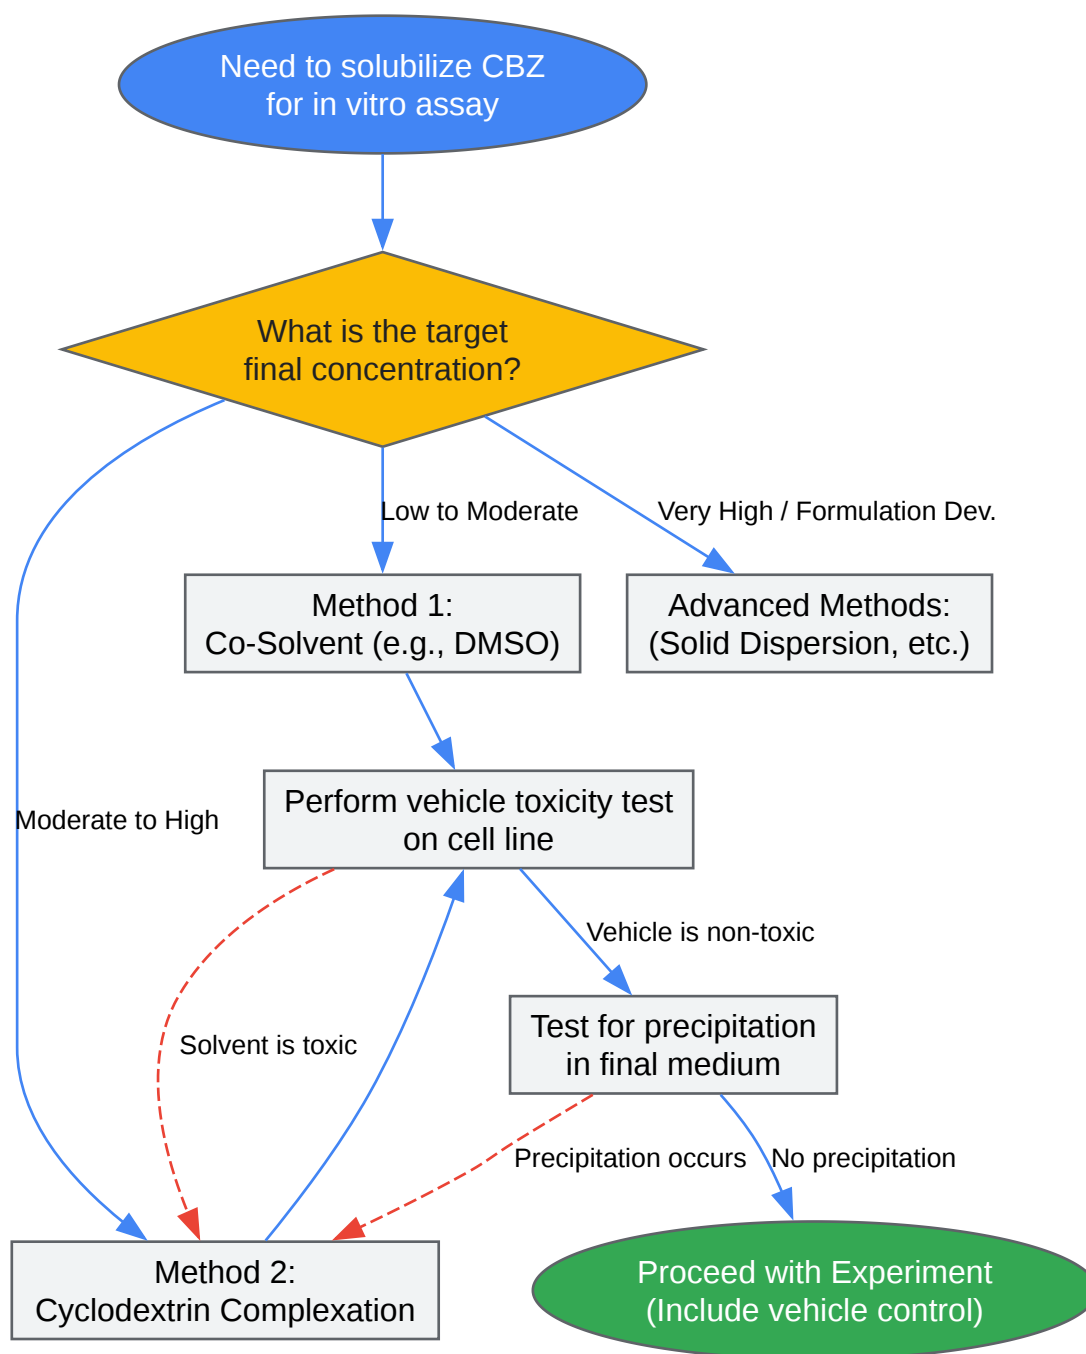 Need to solubilize CBZ
for in vitro assay
What is the target
final concentration?
Low to Moderate
Very High / Formulation Dev.
Method 1:
Co-Solvent (e.g., DMSO)
Advanced Methods:
(Solid Dispersion, etc.)
Perform vehicle toxicity test
on cell line
Moderate to High
Vehicle is non-toxic
Solvent is toxic
Test for precipitation
in final medium
Precipitation occurs
No precipitation
Method 2:
Cyclodextrin Complexation
Proceed with Experiment
(Include vehicle control)